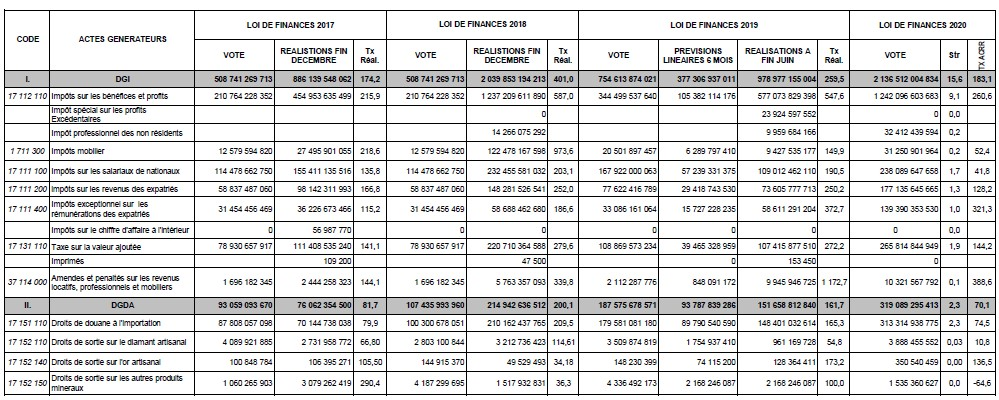 CODE ACTES GENERATEURS LOI DE FINANCES 2017 LOI DE FINANCES 2018 LOI DE FINANCES 2019 LOI DE FINANCES 2020
VOTE REALISTIONS FIN DECEMBRE Tx Réal. VOTE REALISTIONS FIN DECEMBRE Tx Réal. VOTE PREVISIONS LINEAIRES 6 MOIS REALISATIONS A FIN JUIN Tx Réal. VOTE Str TX ACRR
I. DGI 508 741 269 713 886 139 548 062 174,2 508 741 269 713 2 039 853 194 213 401,0 754 613 874 021 377 306 937 011 978 977 155 004 259,5 2 136 512 004 834 15,6 183,1
17 112 110 Impôts sur les bénéfices et profits 210 764 228 352 454 953 635 499 215,9 210 764 228 352 1 237 209 611 890 587,0 344 499 537 640 105 382 114 176 577 073 829 398 547,6 1 242 096 603 683 9,1 260,6
Impôt spécial sur les profits
Excédentaires 0 23 924 597 552 0 0,0
Impôt professionnel des non résidents 14 266 075 292 9 959 684 166 32 412 439 594 0,2
1 711 300 Impôts mobilier 12 579 594 820 27 495 901 055 218,6 12 579 594 820 122 478 167 598 973,6 20 501 897 457 6 289 797 410 9 427 535 177 149,9 31 250 901 964 0,2 52,4
17 111 100 Impôts sur les salariaux de nationaux 114 478 662 750 155 411 135 516 135,8 114 478 662 750 232 455 581 032 203,1 167 922 000 063 57 239 331 375 109 012 462 110 190,5 238 089 647 658 1,7 41,8
17 111 200 Impôts sur les revenus des expatriés 58 837 487 060 98 142 311 993 166,8 58 837 487 060 148 281 526 541 252,0 77 622 416 789 29 418 743 530 73 605 777 713 250,2 177 135 645 665 1,3 128,2
17 111 400 Impôts exceptionnel sur les
rémunérations des expatriés 31 454 456 469 36 226 673 466 115,2 31 454 456 469 58 688 462 680 186,6 33 086 161 064 15 727 228 235 58 611 291 204 372,7 139 390 353 530 1,0 321,3
Impôts sur le chiffre d'affaire à l'intérieur 0 56 987 770 0 0 0 0 0 0 0,0
17 131 110 Taxe sur la valeur ajoutée 78 930 657 917 111 408 535 240 141,1 78 930 657 917 220 710 364 588 279,6 108 869 573 234 39 465 328 959 107 415 877 510 272,2 265 814 844 949 1,9 144,2
Imprimés 109 200 47 500 153 450 0
37 114 000 Amendes et penaltés sur les revenus
locatifs, professionels et mobiliers 1 696 182 345 2 444 258 323 144,1 1 696 182 345 5 763 357 093 339,8 2 112 287 776 848 091 172 9 945 946 725 1 172,7 10 321 567 792 0,1 388,6
II. DGDA 93 059 093 670 76 062 354 500 81,7 107 435 993 960 214 942 636 512 200,1 187 575 678 571 93 787 839 286 151 658 812 840 161,7 319 089 295 413 2,3 70,1
17 151 110 Droits de douane à l'importation 87 808 057 098 70 144 738 038 79,9 100 300 678 051 210 162 437 765 209,5 179 581 081 180 89 790 540 590 148 401 032 614 165,3 313 314 938 775 2,3 74,5
17 152 110 Droits de sortie sur le diamant artisanal 4 089 921 885 2 731 958 772 66,80 2 803 100 844 3 212 736 423 114,61 3 509 874 819 1 754 937 410 961 169 728 54,8 3 888 455 552 0,03 10,8
17 152 140 Droits de sortie sur l'or artisanal 100 848 784 106 395 271 105,50 144 915 370 49 529 493 34,18 148 230 399 74 115 200 128 364 411 173,2 350 540 459 0,00 136,5
17 152 150 Droits de sortie sur les autres produits
mineraux 1 060 265 903 3 079 262 419 290,4 4 187 299 695 1 517 932 831 36,3 4 336 492 173 2 168 246 087 2 168 246 087 100,0 1 535 360 627 0,0 -64,6